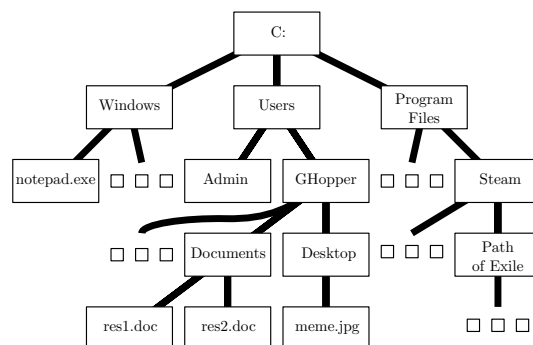 C:
Windows
Users
Program
Files
notepad.exe
Admin
GHopper
Steam
Documents
Desktop
Path
of Exile
res1.doc
res2.doc
meme.jpg